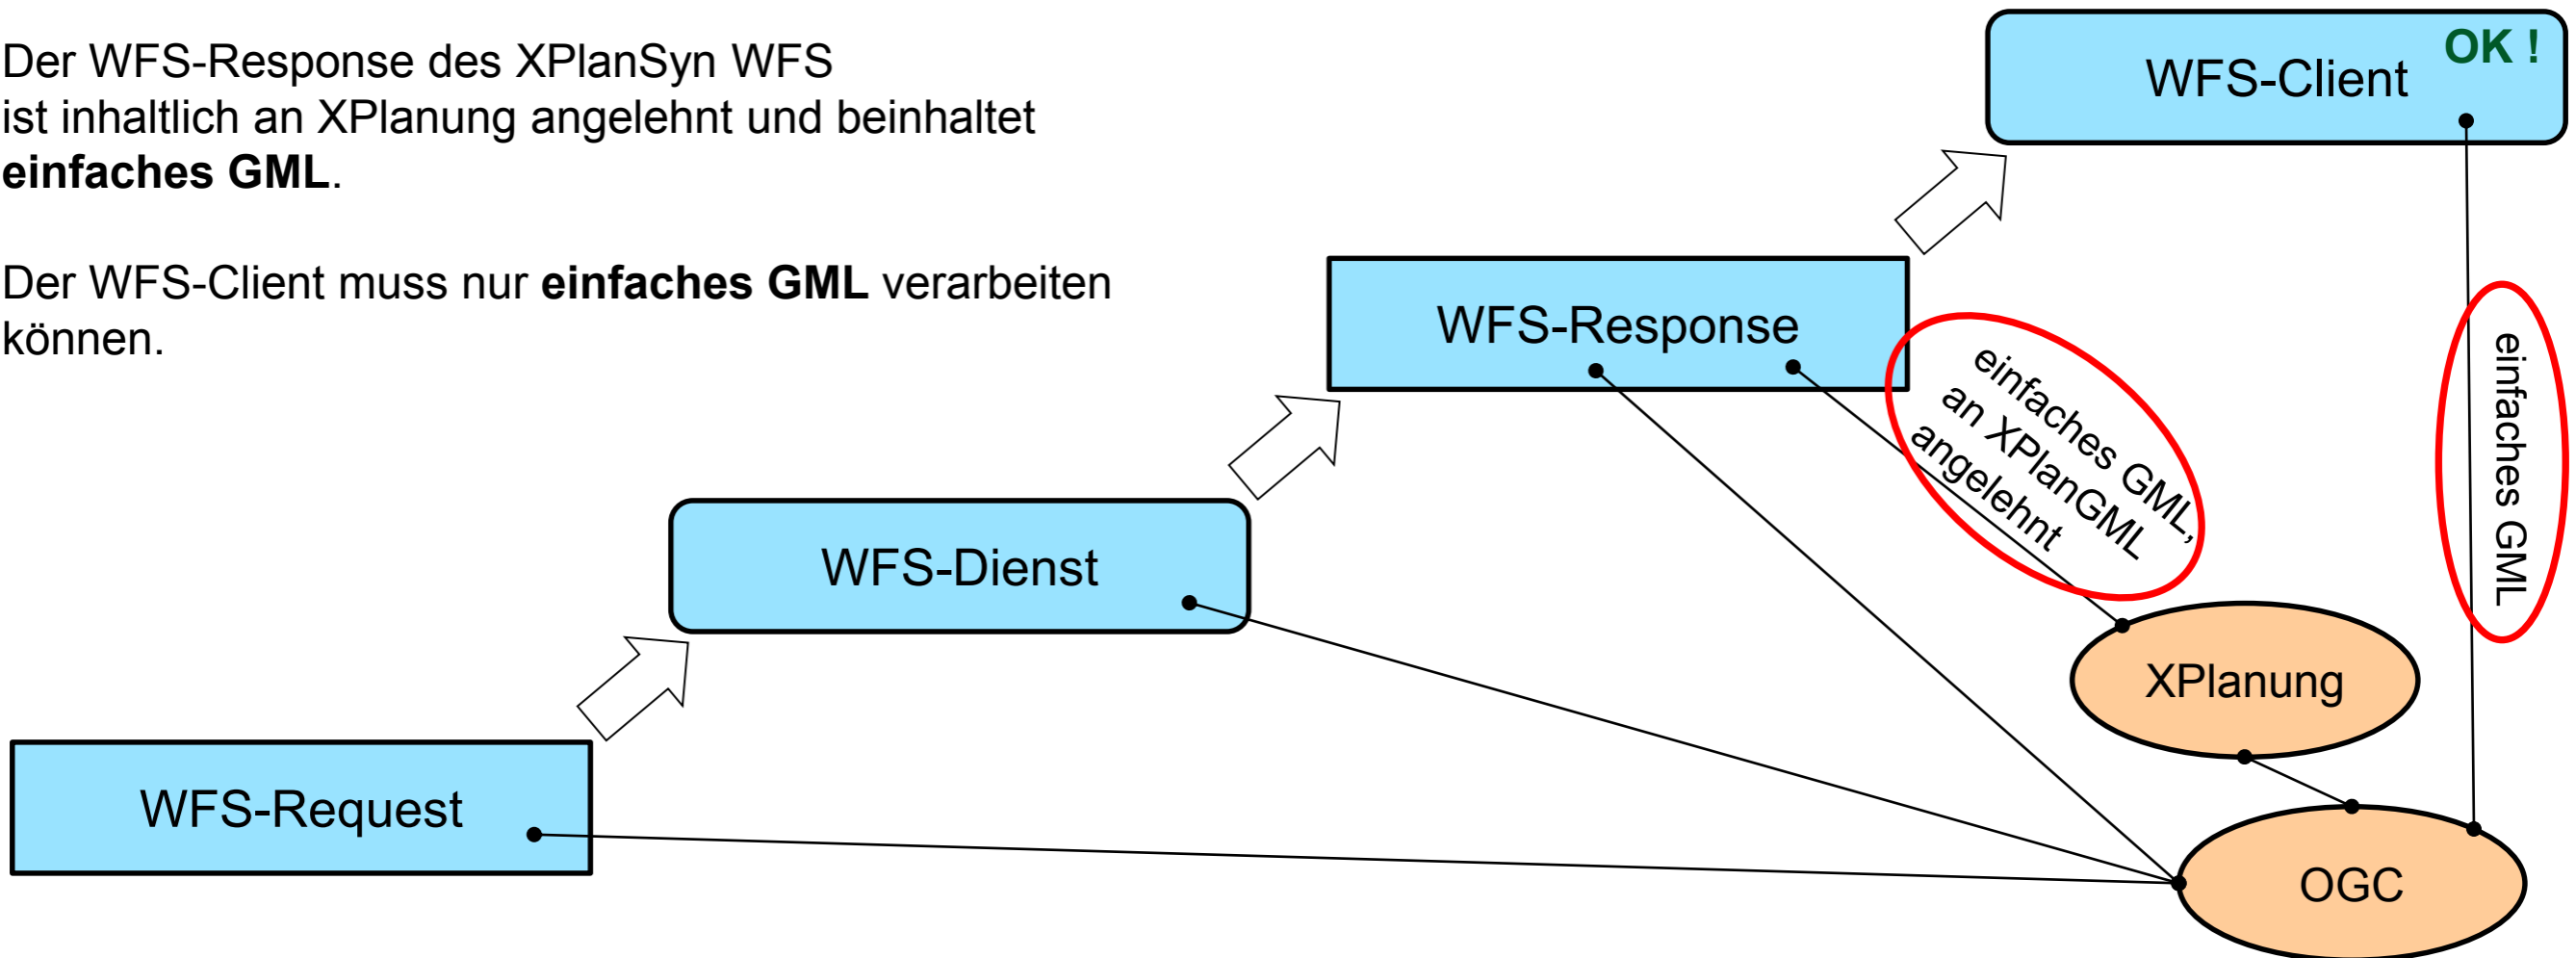 Der WFS-Response des XPlanSyn WFS
ist inhaltlich an XPlanung angelehnt und beinhaltet
einfaches GML.
Der WFS-Client muss nur einfaches GML verarbeiten
können.
WFS-Client
OK !
WFS-Response
einfaches GML,
an XPlanGML
angelehnt
einfaches GML
WFS-Dienst
XPlanung
WFS-Request
OGC